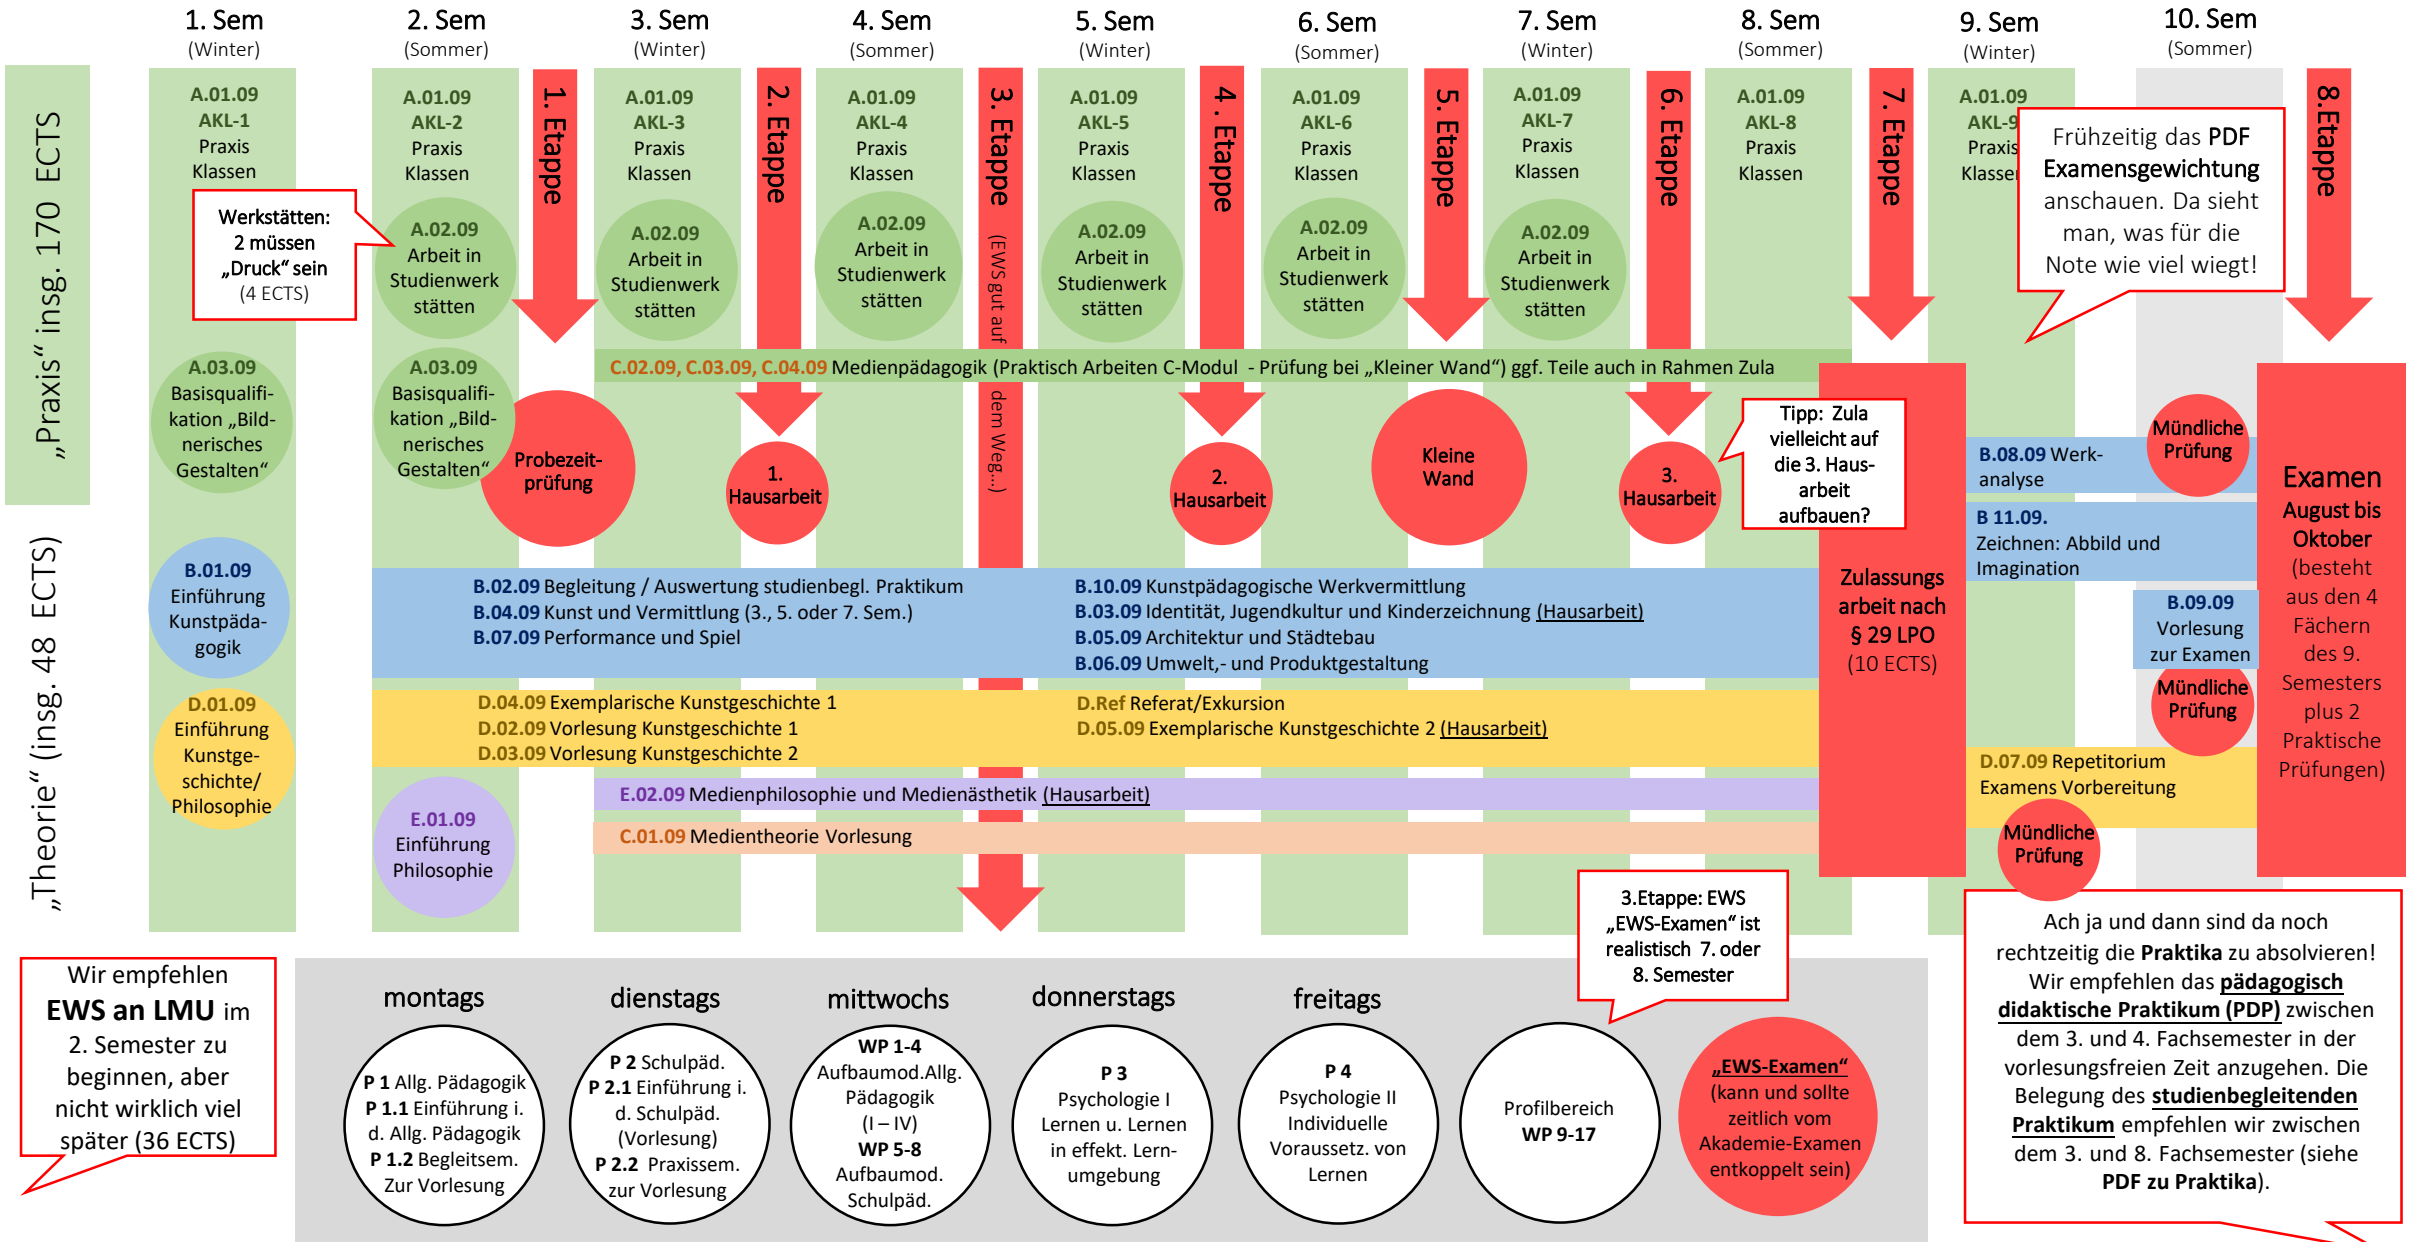 1. Sem
(Winter)
2. Sem
(Sommer)
3. Sem
(Winter)
4. Sem
(Sommer)
5. Sem
(Winter)
6. Sem
(Sommer)
7. Sem
(Winter)
8. Sem
(Sommer)
9. Sem
(Winter)
10. Sem
(Sommer)
„Praxis“ insg. 170 ECTS
„Theorie“ (insg. 48 ECTS)
A.01.09
AKL-1
Praxis
Klassen
A.01.09
AKL-2
Praxis
Klassen
1. Etappe
A.01.09
AKL-3
Praxis
Klassen
2. Etappe
A.01.09
AKL-4
Praxis
Klassen
3. Etappe
(EWS gut auf
dem Weg...)
A.01.09
AKL-5
Praxis
Klassen
4. Etappe
A.01.09
AKL-6
Praxis
Klassen
5. Etappe
A.01.09
AKL-7
Praxis
Klassen
6. Etappe
A.01.09
AKL-8
Praxis
Klassen
7. Etappe
A.01.09
AKL-9
Praxis
Klassen
8.Etappe
Frühzeitig das PDF
Examensgewichtung
anschauen. Da sieht
man, was für die
Note wie viel wiegt!
Werkstätten:
2 müssen
„Druck“ sein
(4 ECTS)
A.02.09
Arbeit in
Studienwerk
stätten
A.02.09
Arbeit in
Studienwerk
stätten
A.02.09
Arbeit in
Studienwerk
stätten
A.02.09
Arbeit in
Studienwerk
stätten
A.02.09
Arbeit in
Studienwerk
stätten
A.02.09
Arbeit in
Studienwerk
stätten
A.03.09
Basisqualifi-
kation „Bild-
nerisches
Gestalten“
A.03.09
Basisqualifi-
kation „Bild-
nerisches
Gestalten“
C.02.09, C.03.09, C.04.09 Medienpädagogik (Praktisch Arbeiten C-Modul - Prüfung bei „Kleiner Wand“) ggf. Teile auch in Rahmen Zula
Probezeit-
prüfung
1.
Hausarbeit
2.
Hausarbeit
Kleine
Wand
3.
Hausarbeit
Tipp: Zula
vielleicht auf
die 3. Haus-
arbeit
aufbauen?
Zulassungs
arbeit nach
§ 29 LPO
(10 ECTS)
Mündliche
Prüfung
B.08.09 Werk-
analyse
B 11.09.
Zeichnen: Abbild und
Imagination
B.09.09
Vorlesung
zur Examen
Mündliche
Prüfung
D.07.09 Repetitorium
Examens Vorbereitung
Mündliche
Prüfung
Examen
August bis
Oktober
(besteht
aus den 4
Fächern
des 9.
Semesters
plus 2
Praktische
Prüfungen)
B.01.09
Einführung
Kunstpäda-
gogik
B.02.09 Begleitung / Auswertung studienbegl. Praktikum
B.04.09 Kunst und Vermittlung (3., 5. oder 7. Sem.)
B.07.09 Performance und Spiel
B.10.09 Kunstpädagogische Werkvermittlung
B.03.09 Identität, Jugendkultur und Kinderzeichnung (Hausarbeit)
B.05.09 Architektur und Städtebau
B.06.09 Umwelt,- und Produktgestaltung
D.01.09
Einführung
Kunstge-
schichte/
Philosophie
D.04.09 Exemplarische Kunstgeschichte 1
D.02.09 Vorlesung Kunstgeschichte 1
D.03.09 Vorlesung Kunstgeschichte 2
D.Ref Referat/Exkursion
D.05.09 Exemplarische Kunstgeschichte 2 (Hausarbeit)
E.01.09
Einführung
Philosophie
E.02.09 Medienphilosophie und Medienästhetik (Hausarbeit)
C.01.09 Medientheorie Vorlesung
3.Etappe: EWS
„EWS-Examen“ ist
realistisch 7. oder
8. Semester
Wir empfehlen
EWS an LMU im
2. Semester zu
beginnen, aber
nicht wirklich viel
später (36 ECTS)
montags
P 1 Allg. Pädagogik
P 1.1 Einführung i.
d. Allg. Pädagogik
P 1.2 Begleitsem.
Zur Vorlesung
dienstags
P 2 Schulpäd.
P 2.1 Einführung i.
d. Schulpäd.
(Vorlesung)
P 2.2 Praxissem.
zur Vorlesung
mittwochs
WP 1-4
Aufbaumod.Allg.
Pädagogik
(I – IV)
WP 5-8
Aufbaumod.
Schulpäd.
donnerstags
P 3
Psychologie I
Lernen u. Lernen
in effekt. Lern-
umgebung
freitags
P 4
Psychologie II
Individuelle
Voraussetz. von
Lernen
Profilbereich
WP 9-17
„EWS-Examen“
(kann und sollte
zeitlich vom
Akademie-Examen
entkoppelt sein)
Ach ja und dann sind da noch
rechtzeitig die Praktika zu absolvieren!
Wir empfehlen das pädagogisch
didaktische Praktikum (PDP) zwischen
dem 3. und 4. Fachsemester in der
vorlesungsfreien Zeit anzugehen. Die
Belegung des studienbegleitenden
Praktikum empfehlen wir zwischen
dem 3. und 8. Fachsemester (siehe
PDF zu Praktika).